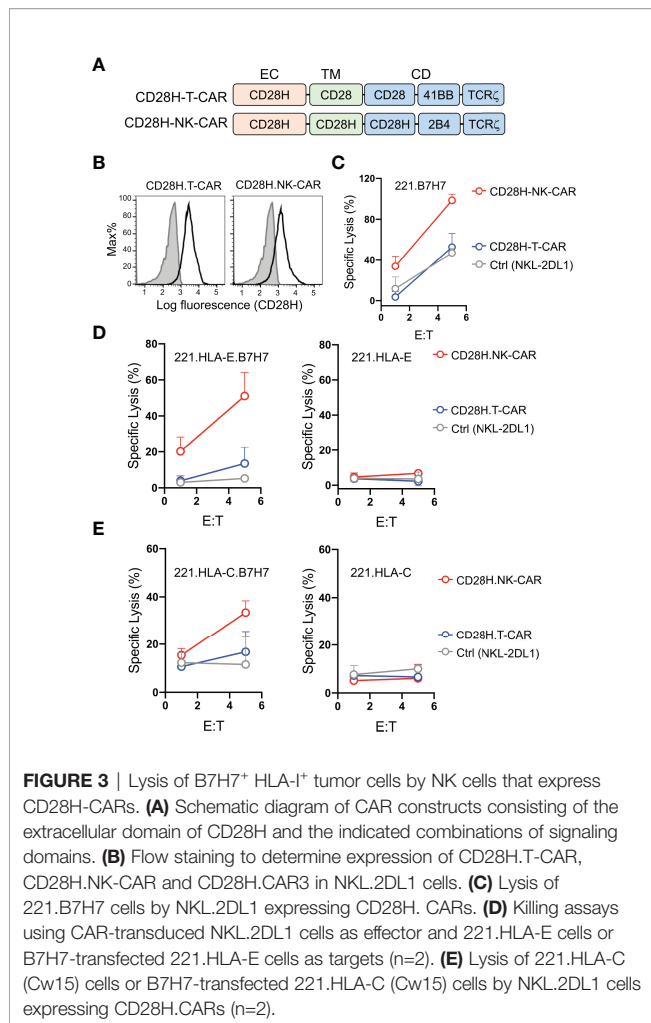 A
EC TM CD
CD28H-T-CAR CD28H CD28 CD28 41BB TCRζ
CD28H-NK-CAR CD28H CD28H CD28H 2B4 TCRζ
B
CD28H.T-CAR CD28H.NK-CAR
Max%
100
80
60
40
20
0
1 2 3 4 5 1 2 3 4 5
Log fluorescence (CD28H)
C
221.B7H7
Specific Lysis (%)
120
80
40
0
0 2 4 6
E:T
CD28H-NK-CAR
CD28H-T-CAR
Ctrl (NKL-2DL1)
D
221.HLA-E.B7H7
Specific Lysis (%)
80
60
40
20
0
0 2 4 6
E:T
221.HLA-E
Specific Lysis (%)
80
60
40
20
0
0 2 4 6
E:T
CD28H.NK-CAR
CD28H.T-CAR
Ctrl (NKL-2DL1)
E
221.HLA-C.B7H7
Specific Lysis (%)
60
40
20
0
0 2 4 6
E:T
221.HLA-C
Specific Lysis (%)
60
40
20
0
0 2 4 6
E:T
CD28H.NK-CAR
CD28H.T-CAR
Ctrl (NKL-2DL1)
FIGURE 3 | Lysis of B7H7⁺ HLA-I⁺ tumor cells by NK cells that express
CD28H-CARs. (A) Schematic diagram of CAR constructs consisting of the
extracellular domain of CD28H and the indicated combinations of signaling
domains. (B) Flow staining to determine expression of CD28H.T-CAR,
CD28H.NK-CAR and CD28H.CAR3 in NKL.2DL1 cells. (C) Lysis of
221.B7H7 cells by NKL.2DL1 expressing CD28H. CARs. (D) Killing assays
using CAR-transduced NKL.2DL1 cells as effector and 221.HLA-E cells or
B7H7-transfected 221.HLA-E cells as targets (n=2). (E) Lysis of 221.HLA-C
(Cw15) cells or B7H7-transfected 221.HLA-C (Cw15) cells by NKL.2DL1 cells
expressing CD28H.CARs (n=2).